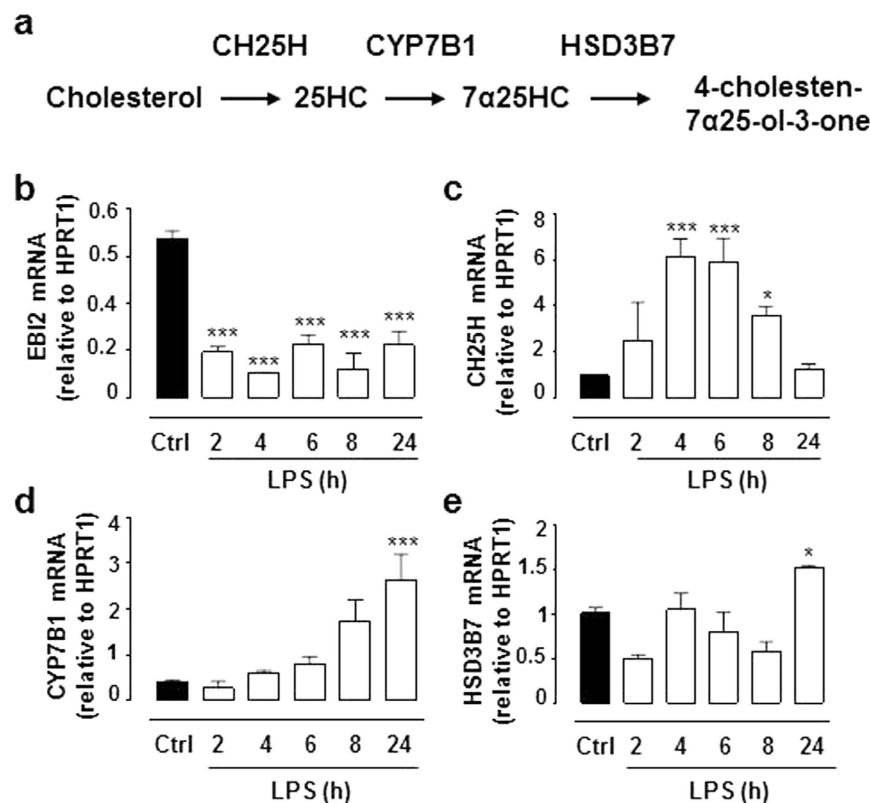 a
CH25H CYP7B1 HSD3B7
Cholesterol 25HC 7α25HC 4-cholesten-
7α25-ol-3-one
b
EBI2 mRNA
(relative to HPRT1)
0.6
0.2
0.5
0.2
0
***
***
***
***
***
Ctrl 2 4 6 8 24
LPS (h)
c
CH25H mRNA
(relative to HPRT1)
8
6
4
2
0
***
***
*
Ctrl 2 4 6 8 24
LPS (h)
d
CYP7B1 mRNA
(relative to HPRT1)
4
3
2
1
0
***
Ctrl 2 4 6 8 24
LPS (h)
e
HSD3B7 mRNA
(relative to HPRT1)
2
1.5
1
0.5
0
*
Ctrl 2 4 6 8 24
LPS (h)